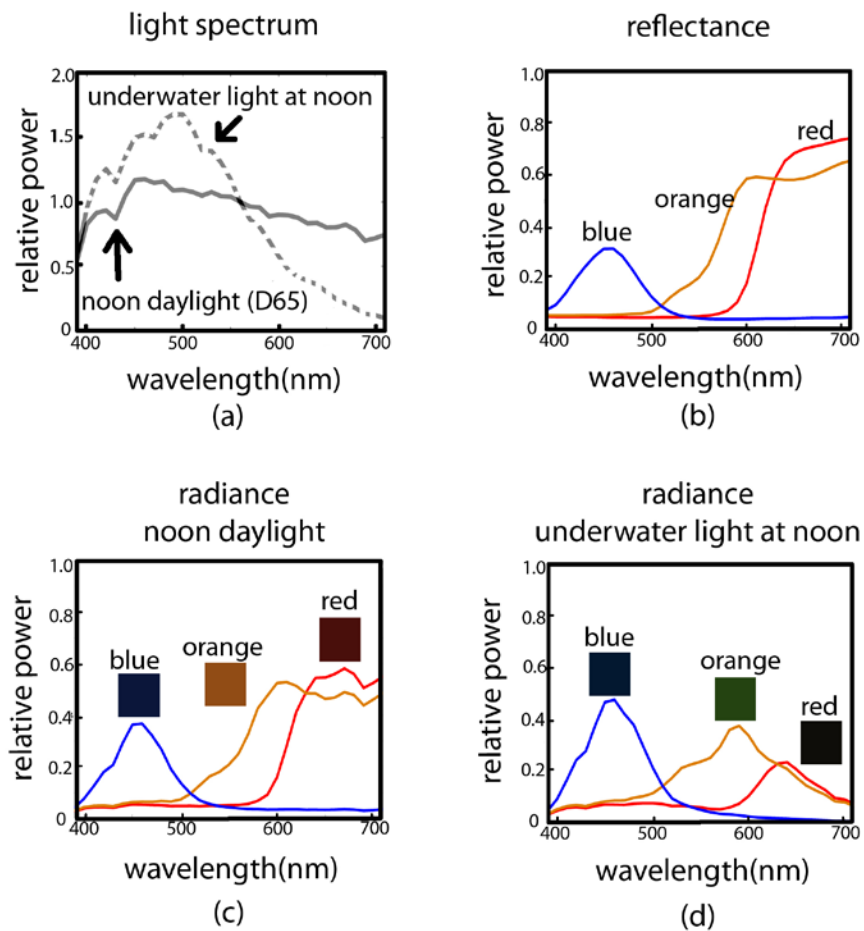 light spectrum
2.0
1.5
1.0
0.5
0
relative power
underwater light at noon
noon daylight (D65)
400
500
600
700
wavelength(nm)
(a)
reflectance
1.0
0.8
0.6
0.4
0.2
0
relative power
blue
orange
red
400
500
600
700
wavelength(nm)
(b)
radiance
noon daylight
1.0
0.8
0.6
0.4
0.2
0
relative power
blue
orange
red
400
500
600
700
wavelength(nm)
(c)
radiance
underwater light at noon
1.0
0.8
0.6
0.4
0.2
0
relative power
blue
orange
red
400
500
600
700
wavelength(nm)
(d)